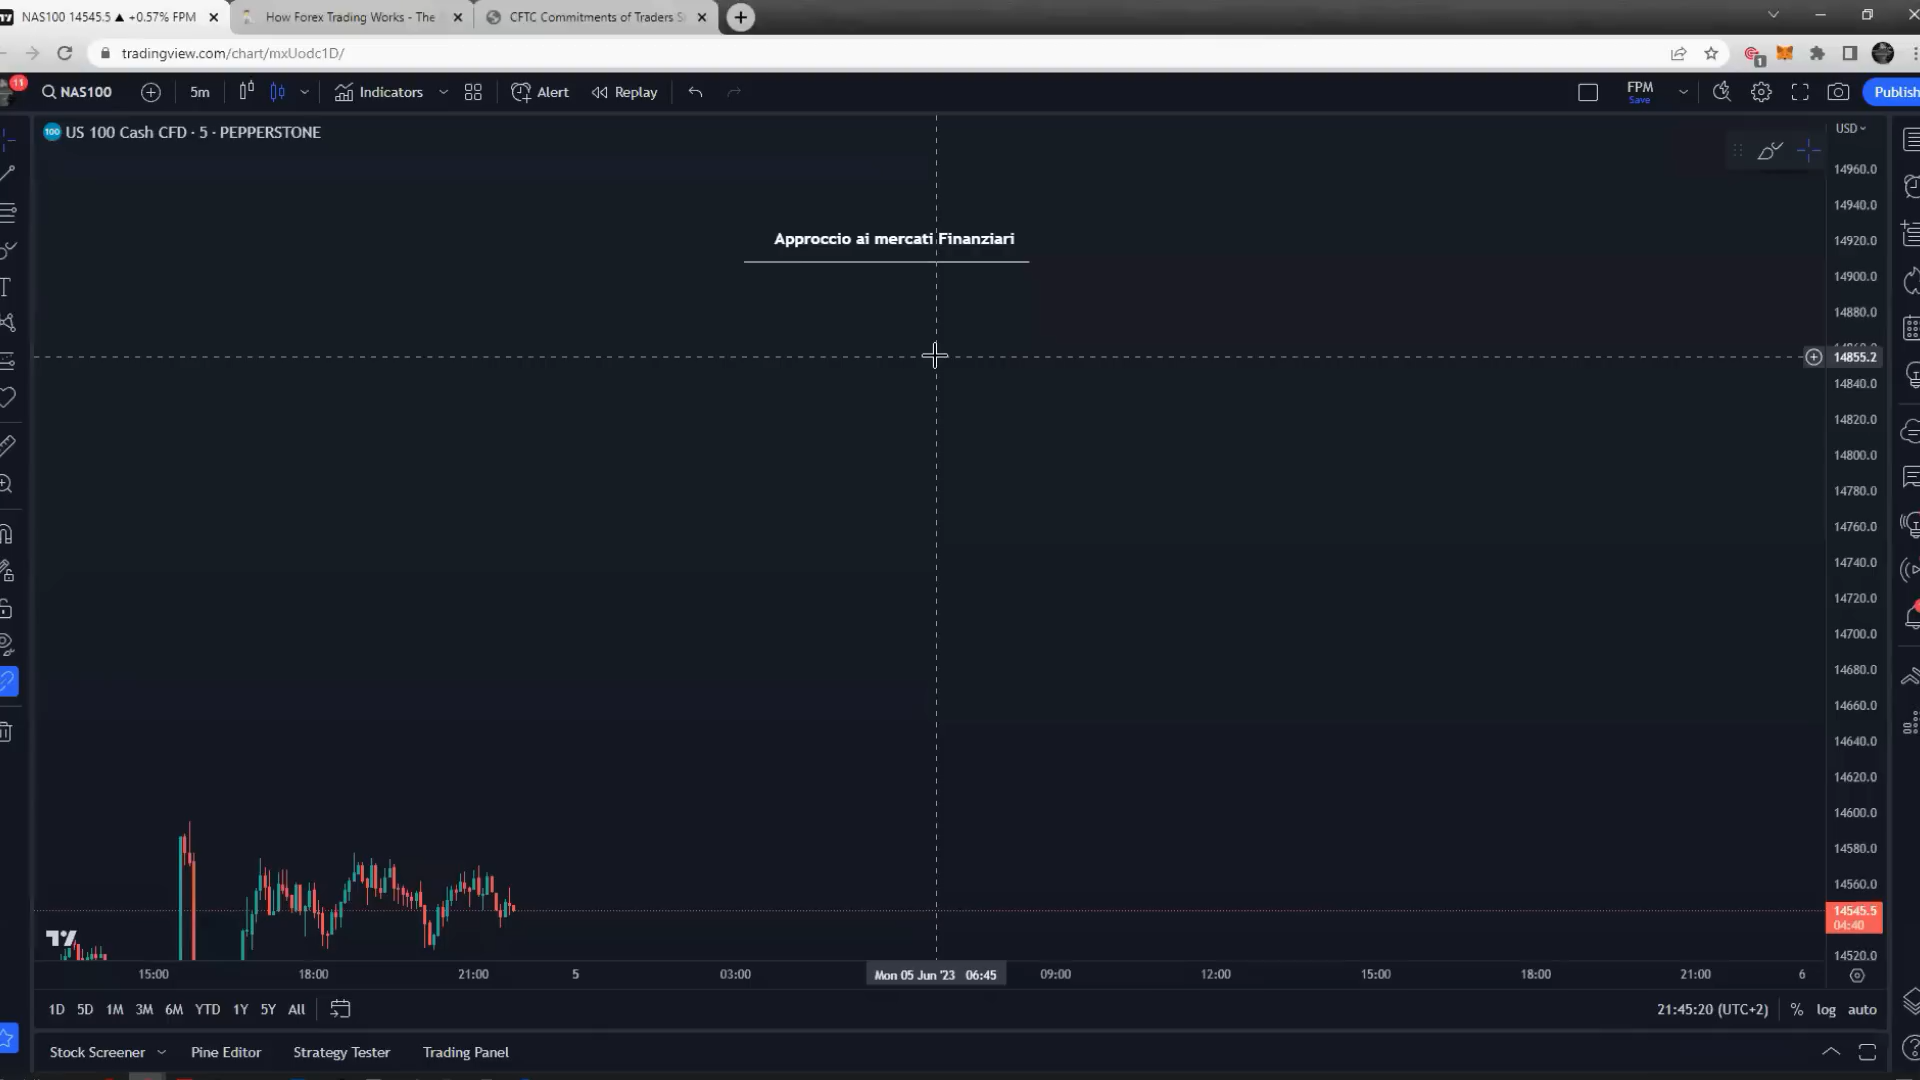 NAS100 14545.5 ▲ +0.57% FPM
How Forex Trading Works - The
CFTC Commitments of Traders S
tradingview.com/chart/mxUodc1D/
1
11
NAS100
5m
Indicators
Alert
Replay
FPM
Save
Publish
100 US 100 Cash CFD · 5 · PEPPERSTONE
USD
Approccio ai mercati Finanziari
14960.0
14940.0
14920.0
14900.0
14880.0
14855.2
14840.0
14820.0
14800.0
14780.0
14760.0
14740.0
14720.0
14700.0
14680.0
14660.0
14640.0
14620.0
14600.0
14580.0
14560.0
14545.5
04:40
14520.0
15:00 18:00 21:00 5 03:00 Mon 05 Jun '23 06:45 09:00 12:00 15:00 18:00 21:00 6
1D 5D 1M 3M 6M YTD 1Y 5Y All
21:45:20 (UTC+2) % log auto
Stock Screener Pine Editor Strategy Tester Trading Panel